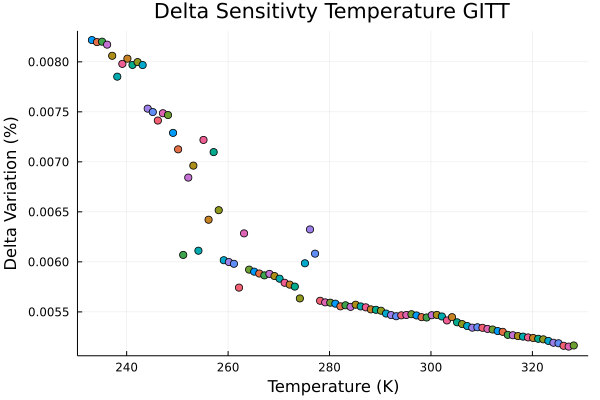 Delta Sensitivty Temperature GITT
Delta Variation (%)
0.0080
0.0075
0.0070
0.0065
0.0060
0.0055
240 260 280 300 320
Temperature (K)